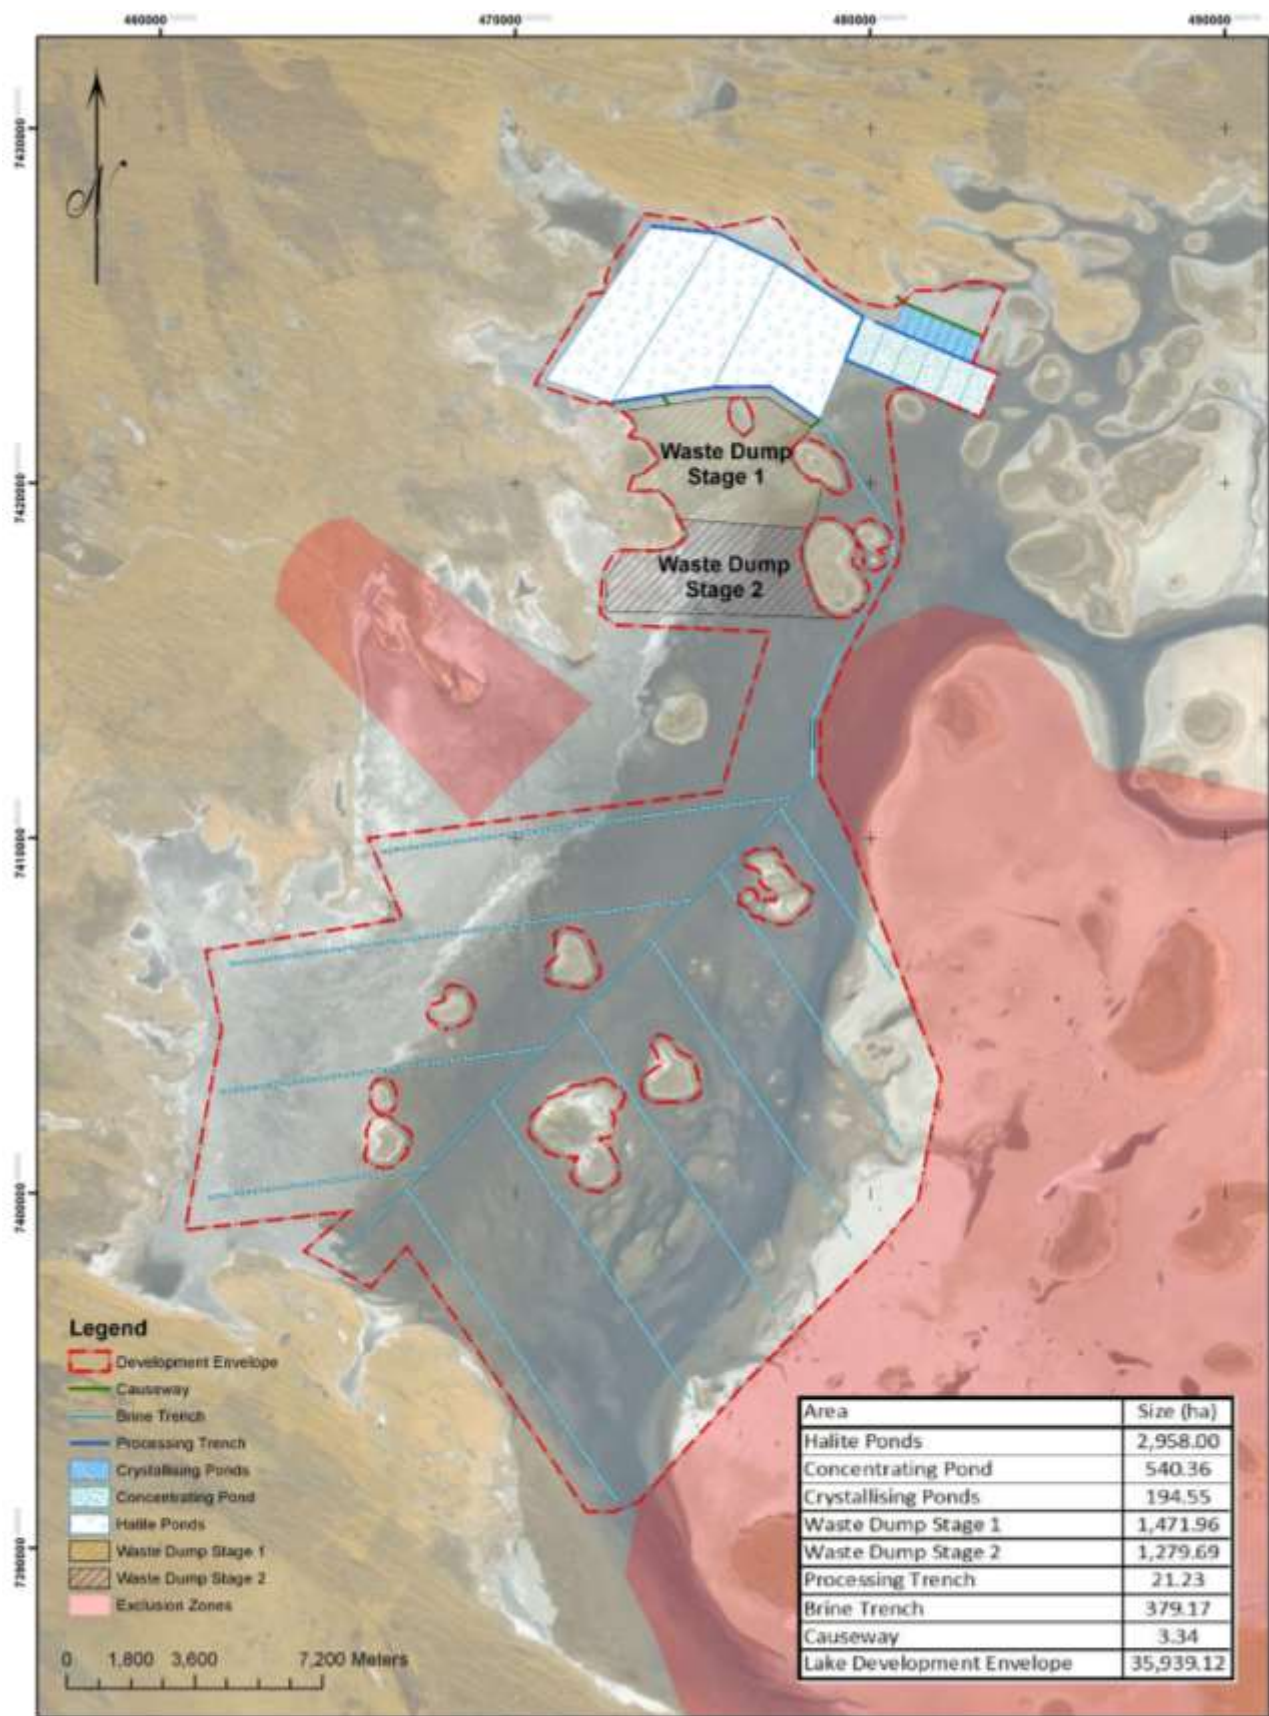 460000 470000 480000 490000
7430000
N
7420000
7410000
7400000
7390000
Waste Dump
Stage 1
Waste Dump
Stage 2
Legend
Development Envelope
Causeway
Brine Trench
Processing Trench
Crystallising Ponds
Concentrating Pond
Halite Ponds
Waste Dump Stage 1
Waste Dump Stage 2
Exclusion Zones
0 1,800 3,600 7,200 Meters
Area Size (ha)
Halite Ponds 2,958.00
Concentrating Pond 540.36
Crystallising Ponds 194.55
Waste Dump Stage 1 1,471.96
Waste Dump Stage 2 1,279.69
Processing Trench 21.23
Brine Trench 379.17
Causeway 3.34
Lake Development Envelope 35,939.12